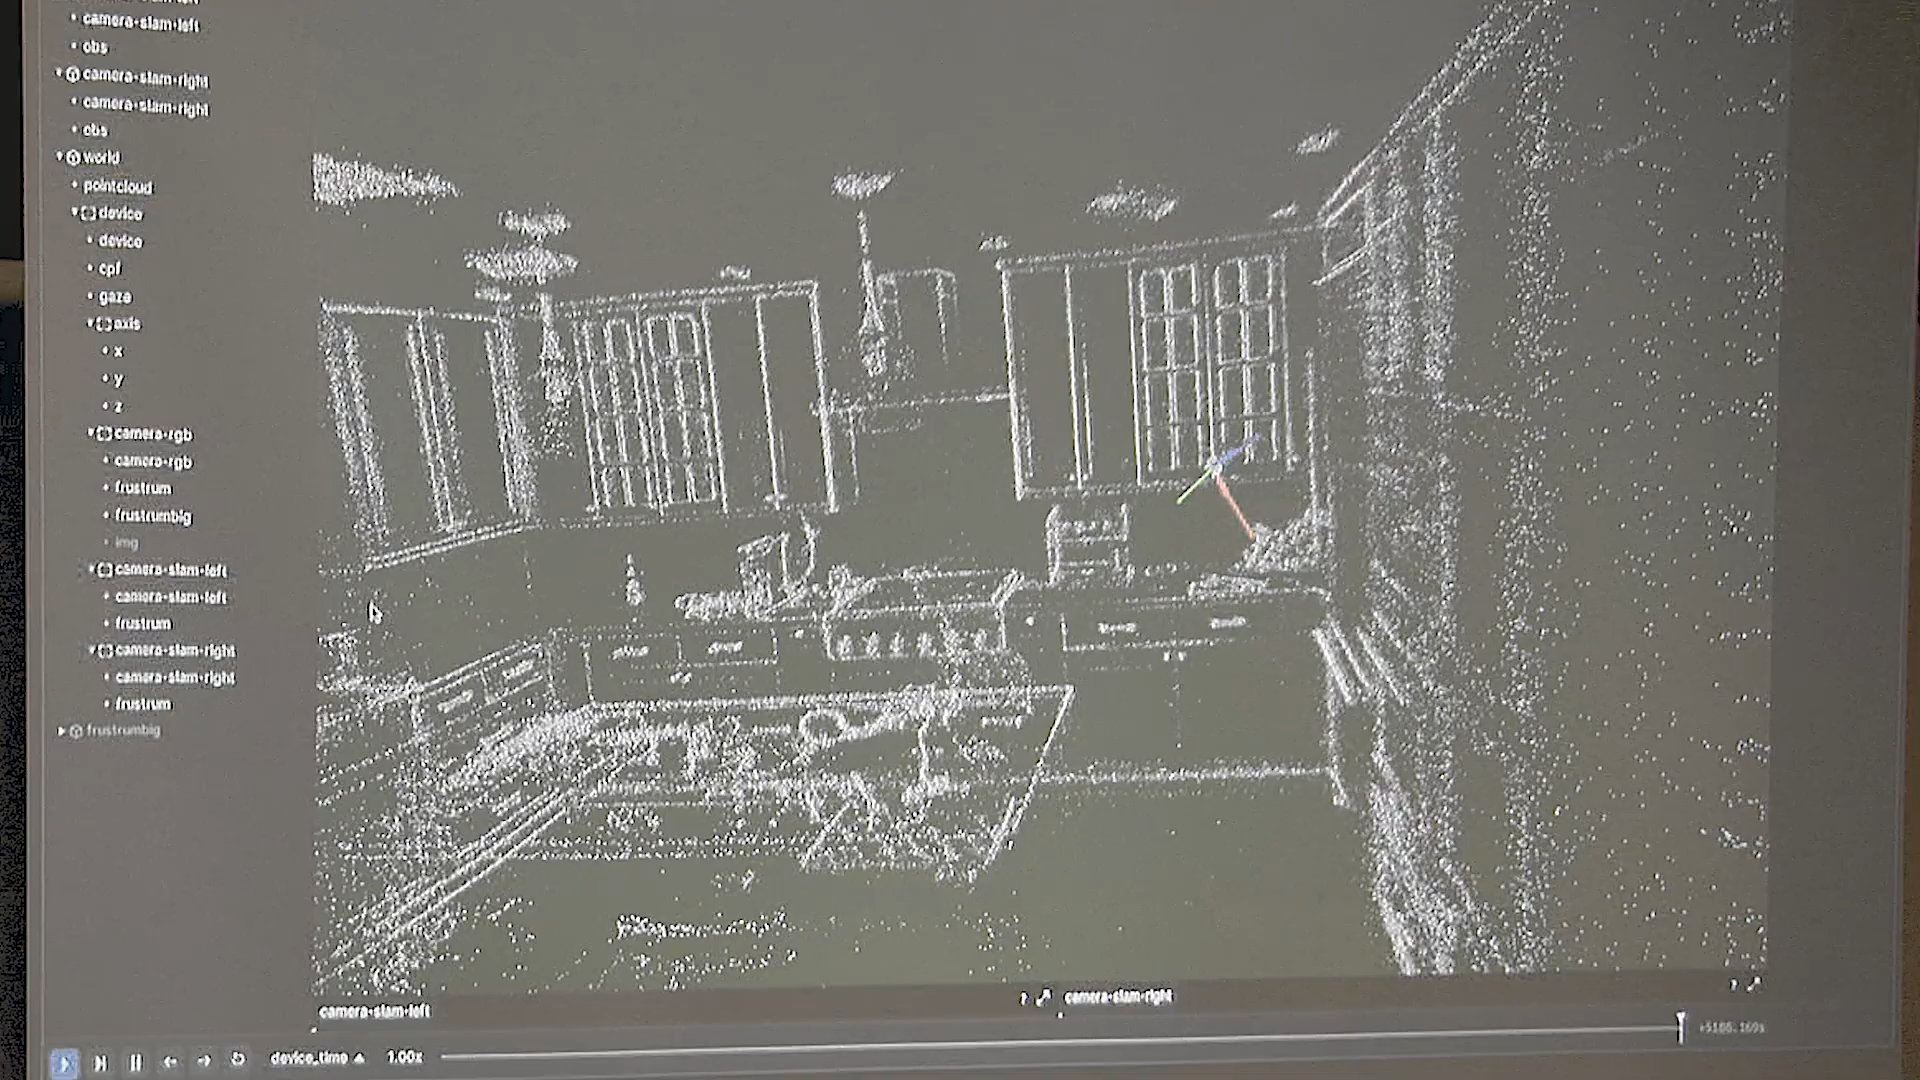 camera-slam-left
obs
camera-slam-right
camera-slam-right
obs
world
pointcloud
device
device
cpf
gaze
axis
x
y
z
camera-rgb
camera-rgb
frustrum
frustrumbig
img
camera-slam-left
camera-slam-left
frustrum
camera-slam-right
camera-slam-right
frustrum
frustrumbig
camera-slam-left
? camera-slam-right
?
device_time 1.00x